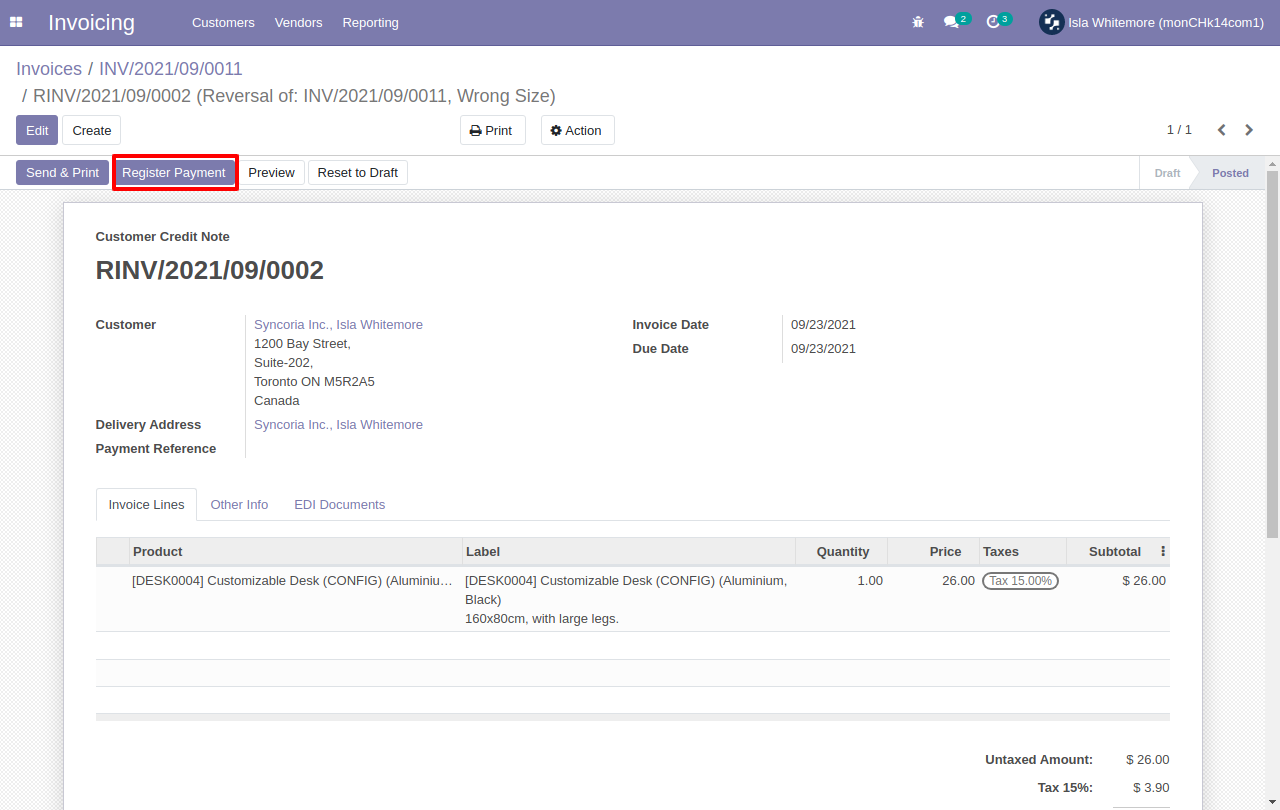 Invoicing Customers Vendors Reporting 2 3 Isla Whitemore (monCHk14com1)
Invoices / INV/2021/09/0011
/ RINV/2021/09/0002 (Reversal of: INV/2021/09/0011, Wrong Size)
Edit Create Print Action 1 / 1
Send & Print Register Payment Preview Reset to Draft Draft Posted
Customer Credit Note
RINV/2021/09/0002
Customer Syncoria Inc., Isla Whitemore Invoice Date 09/23/2021
1200 Bay Street, Due Date 09/23/2021
Suite-202,
Toronto ON M5R2A5
Canada
Delivery Address Syncoria Inc., Isla Whitemore
Payment Reference
Invoice Lines Other Info EDI Documents
Product Label Quantity Price Taxes Subtotal
[DESK0004] Customizable Desk (CONFIG) (Aluminiu… [DESK0004] Customizable Desk (CONFIG) (Aluminium, 1.00 26.00 Tax 15.00% $ 26.00
Black)
160x80cm, with large legs.
Untaxed Amount: $ 26.00
Tax 15%: $ 3.90